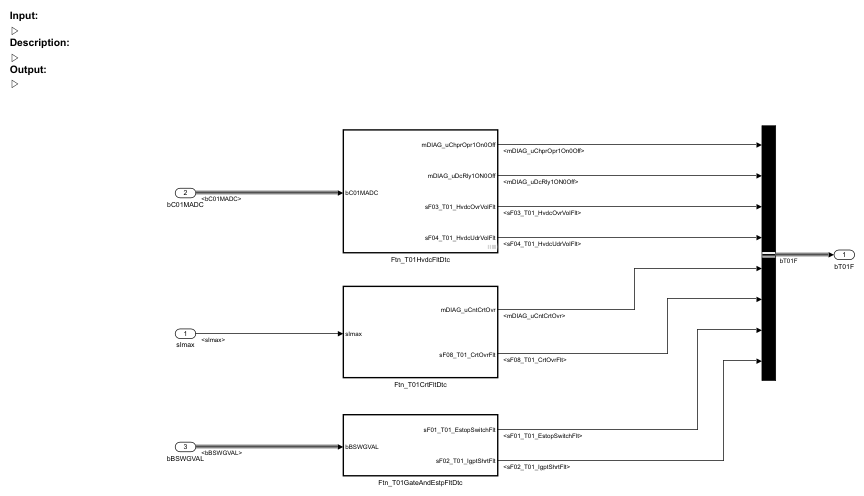 Input:
Description:
Output:
mDIAG_uChprOpr1On0Off
<mDIAG_uChprOpr1On0Off>
mDIAG_uDcRly1ON0Off
<mDIAG_uDcRly1ON0Off>
2
bC01MADC
<bC01MADC>
bC01MADC
sF03_T01_HvdcOvrVolFlt
<sF03_T01_HvdcOvrVolFlt>
sF04_T01_HvdcUdrVolFlt
<sF04_T01_HvdcUdrVolFlt>
Ftn_T01HvdcFltDtc
1
bT01F
bT01F
mDIAG_uCntCrtOvr
<mDIAG_uCntCrtOvr>
1
sImax
<sImax>
sImax
sF08_T01_CrtOvrFlt
<sF08_T01_CrtOvrFlt>
Ftn_T01CrtFltDtc
sF01_T01_EstopSwitchFlt
<sF01_T01_EstopSwitchFlt>
3
bBSWGVAL
<bBSWGVAL>
bBSWGVAL
sF02_T01_IgptShrtFlt
<sF02_T01_IgptShrtFlt>
Ftn_T01GateAndEstpFltDtc